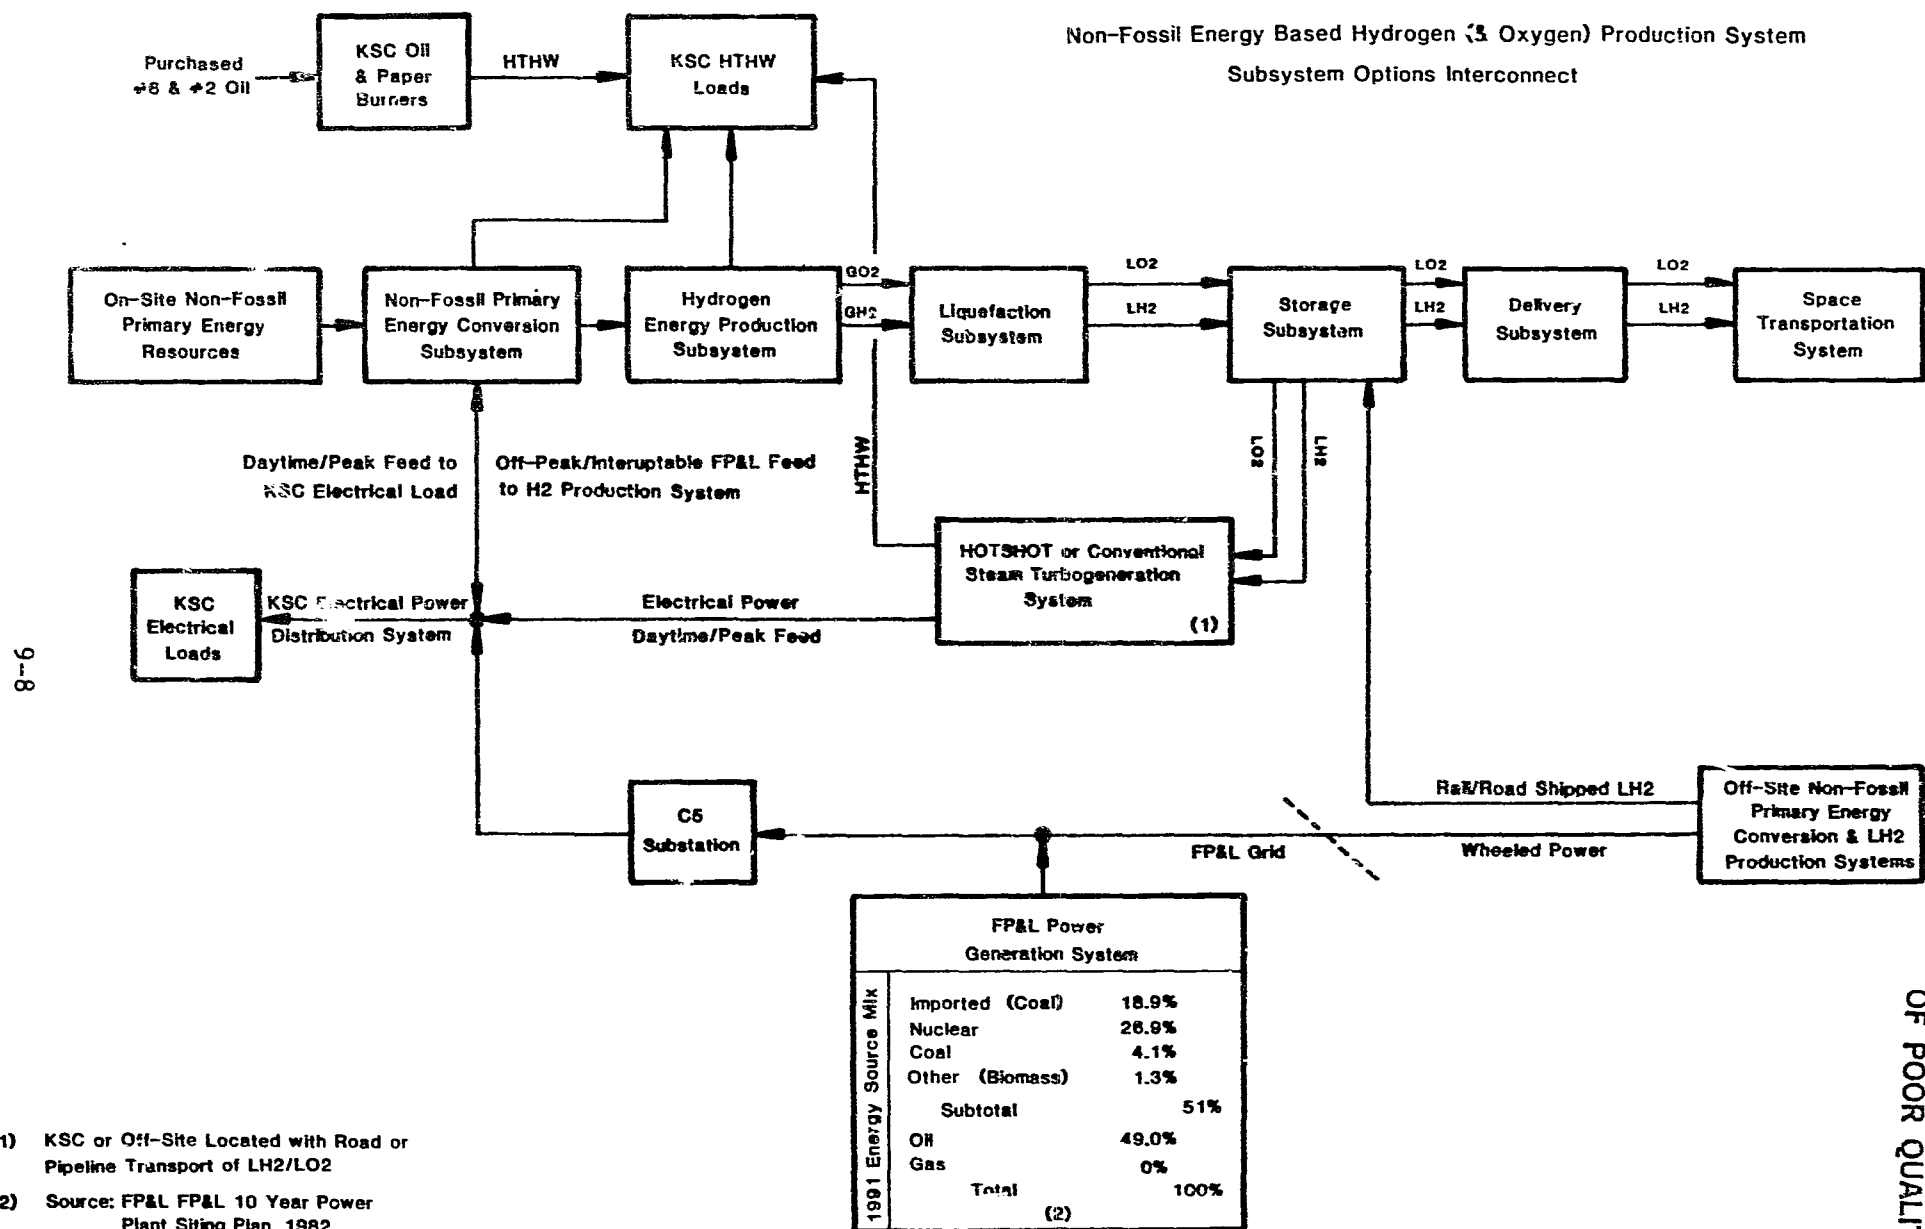 Non-Fossil Energy Based Hydrogen (& Oxygen) Production System
Subsystem Options Interconnect
Purchased
#6 & #2 Oil
KSC Oil
& Paper
Burners
HTHW
KSC HTHW
Loads
On-Site Non-Fossil
Primary Energy
Resources
Non-Fossil Primary
Energy Conversion
Subsystem
Hydrogen
Energy Production
Subsystem
GO2
GH2
Liquefaction
Subsystem
LO2
LH2
Storage
Subsystem
LO2
LH2
Delivery
Subsystem
LO2
LH2
Space
Transportation
System
Daytime/Peak Feed to
KSC Electrical Load
Off-Peak/Interuptable FP&L Feed
to H2 Production System
HTHW
LO2
LH2
HOTSHOT or Conventional
Steam Turbogeneration
System
(1)
KSC
Electrical
Loads
KSC Electrical Power
Distribution System
Electrical Power
Daytime/Peak Feed
9-8
C5
Substation
Rail/Road Shipped LH2
FP&L Grid
Wheeled Power
Off-Site Non-Fossil
Primary Energy
Conversion & LH2
Production Systems
FP&L Power
Generation System
1991 Energy Source Mix
Imported (Coal) 18.9%
Nuclear 26.9%
Coal 4.1%
Other (Biomass) 1.3%
Subtotal 51%
Oil 49.0%
Gas 0%
Total 100%
(2)
1) KSC or Off-Site Located with Road or
Pipeline Transport of LH2/LO2
2) Source: FP&L FP&L 10 Year Power
Plant Siting Plan, 1982
OF POOR